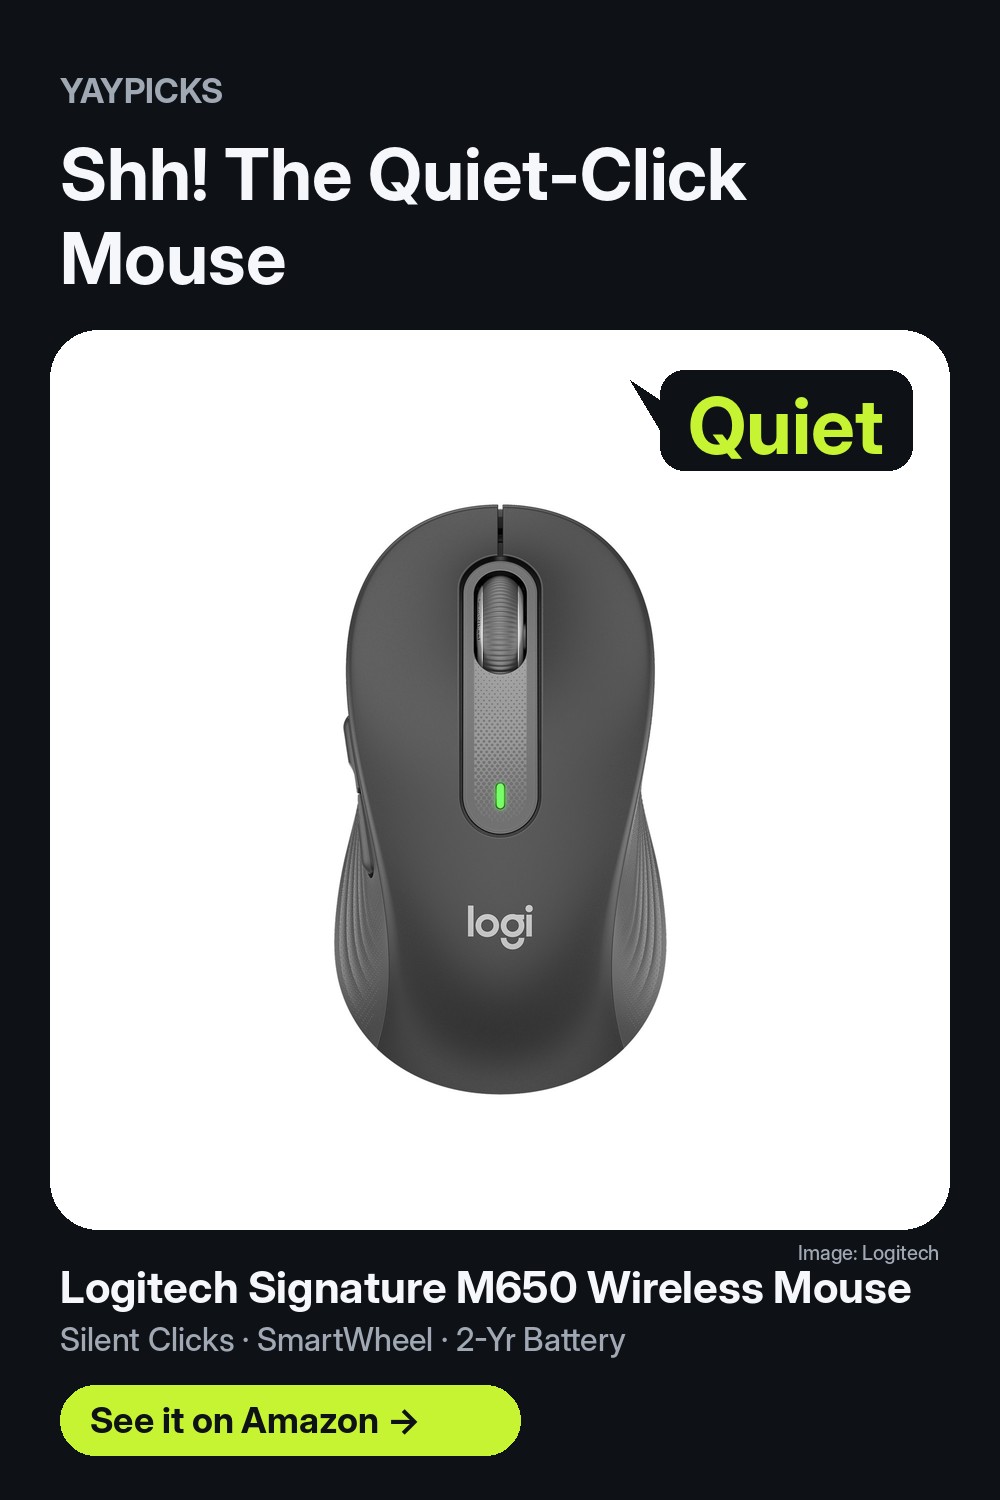 YAYPICKS
Shh! The Quiet-Click
Mouse
Quiet
logi
Image: Logitech
Logitech Signature M650 Wireless Mouse
Silent Clicks · SmartWheel · 2-Yr Battery
See it on Amazon →